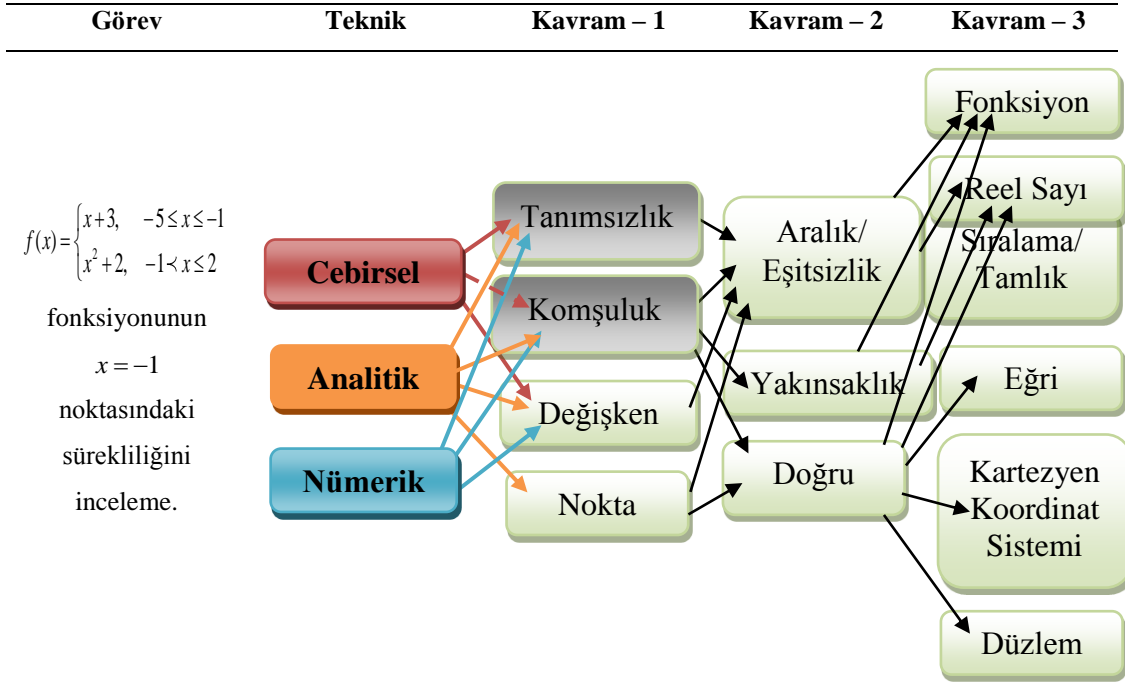 Görev Teknik Kavram – 1 Kavram – 2 Kavram – 3
f(x)={x+3, −5≤x≤−1
x²+2, −1≺x≤2
fonksiyonunun
x=−1
noktasındaki
sürekliliğini
inceleme.
Cebirsel
Analitik
Nümerik
Tanımsızlık
Komşuluk
Değişken
Nokta
Aralık/
Eşitsizlik
Yakınsaklık
Doğru
Fonksiyon
Reel Sayı
Sıralama/
Tamlık
Eğri
Kartezyen
Koordinat
Sistemi
Düzlem